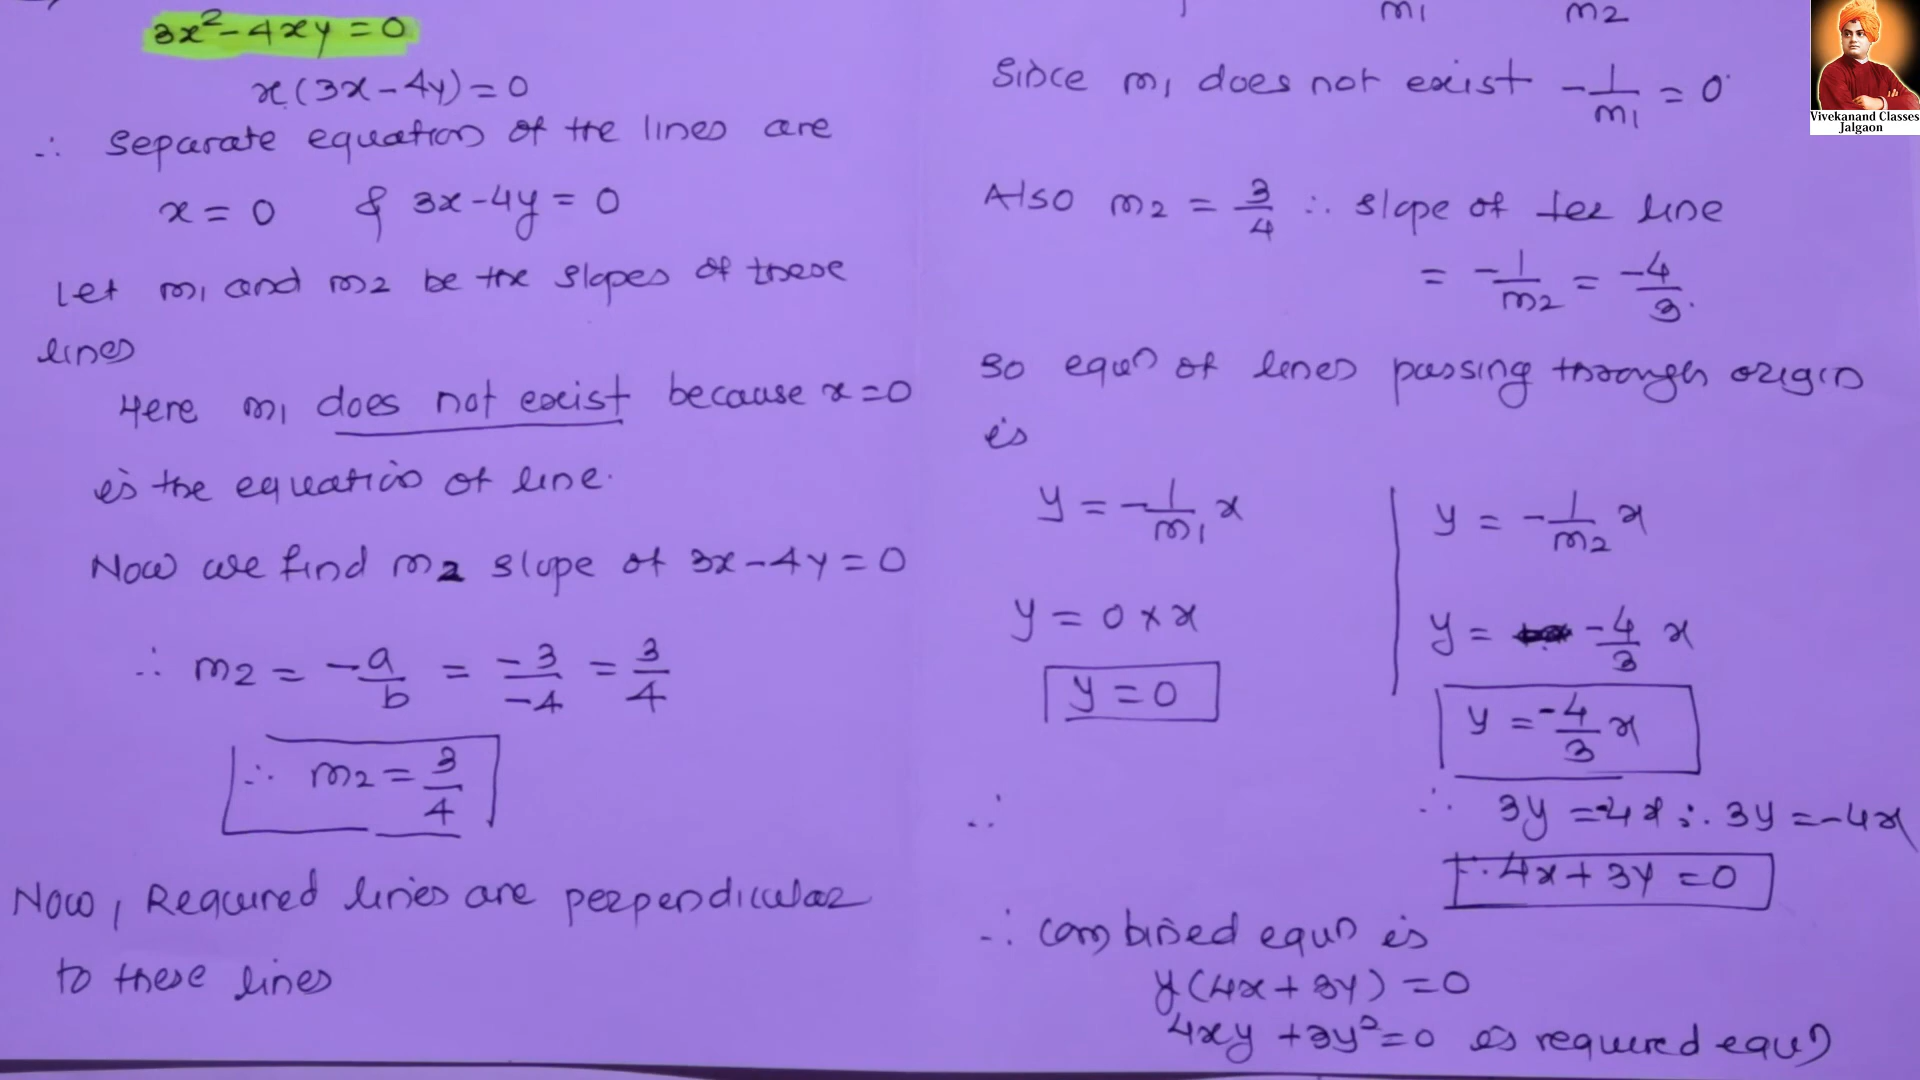 3x² - 4xy = 0
x(3x - 4y) = 0
∴ separate equation of the lines are
x = 0 & 3x - 4y = 0
Let m₁ and m₂ be the slopes of these
lines
Here m₁ does not exist because x = 0
is the equation of line.
Now we find m₂ slope of 3x - 4y = 0
∴ m₂ = -a/b = -3/-4 = 3/4
∴ m₂ = 3/4
Now, Required lines are perpendicular
to these lines
m₁ m₂
Since m₁ does not exist -1/m₁ = 0
Also m₂ = 3/4 ∴ slope of line
= -1/m₂ = -4/3.
so equn of lines passing through origin
is
y = -1/m₁ x
y = 0 × x
y = 0
y = -1/m₂ x
y = -4/3 x
y = -4/3 x
∴ 3y = -4x ∴ 3y = -4x
∴ 4x + 3y = 0
∴ combined equn is
y(4x + 3y) = 0
4xy + 3y² = 0 is required equn
Vivekanand Classes
Jalgaon